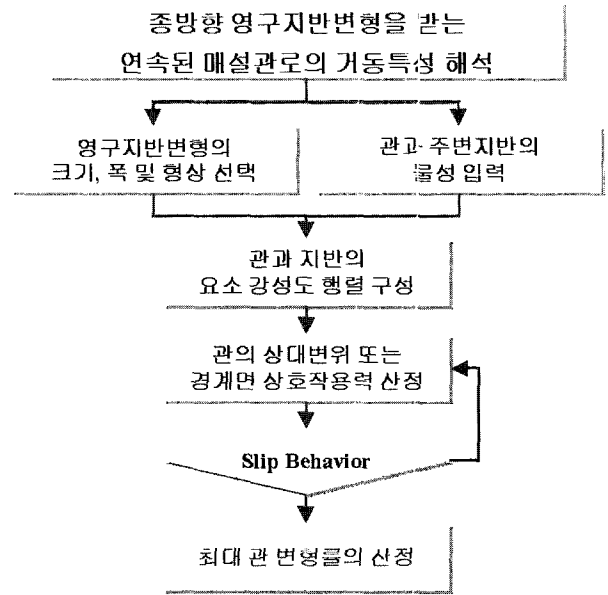 종방향 영구지반변형을 받는
연속된 매설관로의 거동특성 해석
영구지반변형의
크기, 폭 및 형상 선택
관과 주변지반의
물성 입력
관과 지반의
요소 강성도 행렬 구성
관의 상대변위 또는
경계면 상호작용력 산정
Slip Behavior
최대 관 변형률의 산정